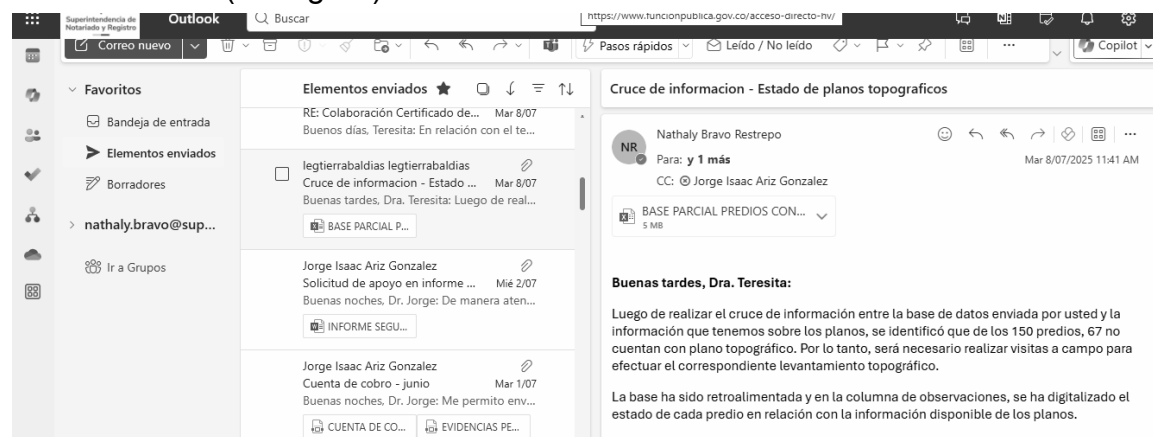 Superintendencia de
Notariado y Registro
Outlook
Buscar
https://www.funcionpublica.gov.co/acceso-directo-hv/
Correo nuevo
Pasos rápidos
Leído / No leído
Copilot
Favoritos
Bandeja de entrada
Elementos enviados
Borradores
nathaly.bravo@sup...
Ir a Grupos
Elementos enviados
RE: Colaboración Certificado de... Mar 8/07
Buenos días, Teresita: En relación con el te...
legtierrabaldias legtierrabaldias
Cruce de informacion - Estado ... Mar 8/07
Buenas tardes, Dra. Teresita: Luego de real...
BASE PARCIAL P...
Jorge Isaac Ariz Gonzalez
Solicitud de apoyo en informe ... Mié 2/07
Buenas noches, Dr. Jorge: De manera aten...
INFORME SEGU...
Jorge Isaac Ariz Gonzalez
Cuenta de cobro - junio Mar 1/07
Buenas noches, Dr. Jorge: Me permito env...
CUENTA DE CO... EVIDENCIAS PE...
Cruce de informacion - Estado de planos topograficos
NR
Nathaly Bravo Restrepo
Para: y 1 más
Mar 8/07/2025 11:41 AM
CC: Jorge Isaac Ariz Gonzalez
BASE PARCIAL PREDIOS CON...
5 MB
Buenas tardes, Dra. Teresita:
Luego de realizar el cruce de información entre la base de datos enviada por usted y la
información que tenemos sobre los planos, se identificó que de los 150 predios, 67 no
cuentan con plano topográfico. Por lo tanto, será necesario realizar visitas a campo para
efectuar el correspondiente levantamiento topográfico.
La base ha sido retroalimentada y en la columna de observaciones, se ha digitalizado el
estado de cada predio en relación con la información disponible de los planos.